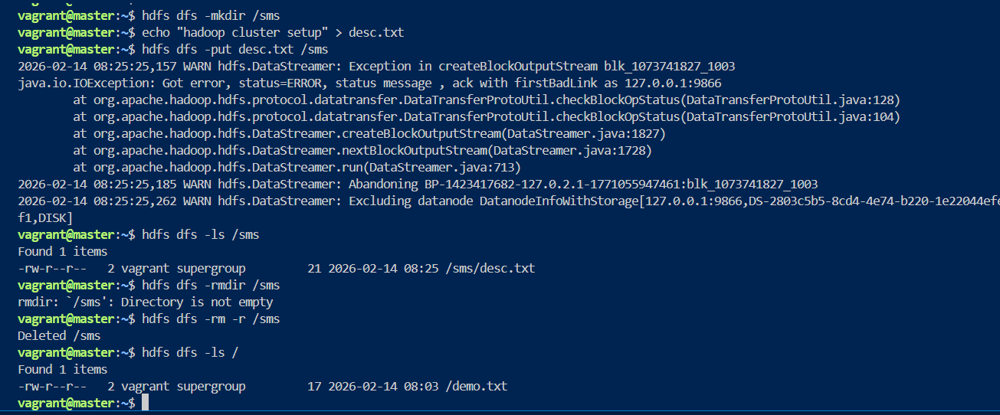 vagrant@master:~$ hdfs dfs -mkdir /sms
vagrant@master:~$ echo "hadoop cluster setup" > desc.txt
vagrant@master:~$ hdfs dfs -put desc.txt /sms
2026-02-14 08:25:25,157 WARN hdfs.DataStreamer: Exception in createBlockOutputStream blk_1073741827_1003
java.io.IOException: Got error, status=ERROR, status message , ack with firstBadLink as 127.0.0.1:9866
        at org.apache.hadoop.hdfs.protocol.datatransfer.DataTransferProtoUtil.checkBlockOpStatus(DataTransferProtoUtil.java:128)
        at org.apache.hadoop.hdfs.protocol.datatransfer.DataTransferProtoUtil.checkBlockOpStatus(DataTransferProtoUtil.java:104)
        at org.apache.hadoop.hdfs.DataStreamer.createBlockOutputStream(DataStreamer.java:1827)
        at org.apache.hadoop.hdfs.DataStreamer.nextBlockOutputStream(DataStreamer.java:1728)
        at org.apache.hadoop.hdfs.DataStreamer.run(DataStreamer.java:713)
2026-02-14 08:25:25,185 WARN hdfs.DataStreamer: Abandoning BP-1423417682-127.0.2.1-1771055947461:blk_1073741827_1003
2026-02-14 08:25:25,262 WARN hdfs.DataStreamer: Excluding datanode DatanodeInfoWithStorage[127.0.0.1:9866,DS-2803c5b5-8cd4-4e74-b220-1e22044efe
f1,DISK]
vagrant@master:~$ hdfs dfs -ls /sms
Found 1 items
-rw-r--r--   2 vagrant supergroup         21 2026-02-14 08:25 /sms/desc.txt
vagrant@master:~$ hdfs dfs -rmdir /sms
rmdir: `/sms': Directory is not empty
vagrant@master:~$ hdfs dfs -rm -r /sms
Deleted /sms
vagrant@master:~$ hdfs dfs -ls /
Found 1 items
-rw-r--r--   2 vagrant supergroup         17 2026-02-14 08:03 /demo.txt
vagrant@master:~$